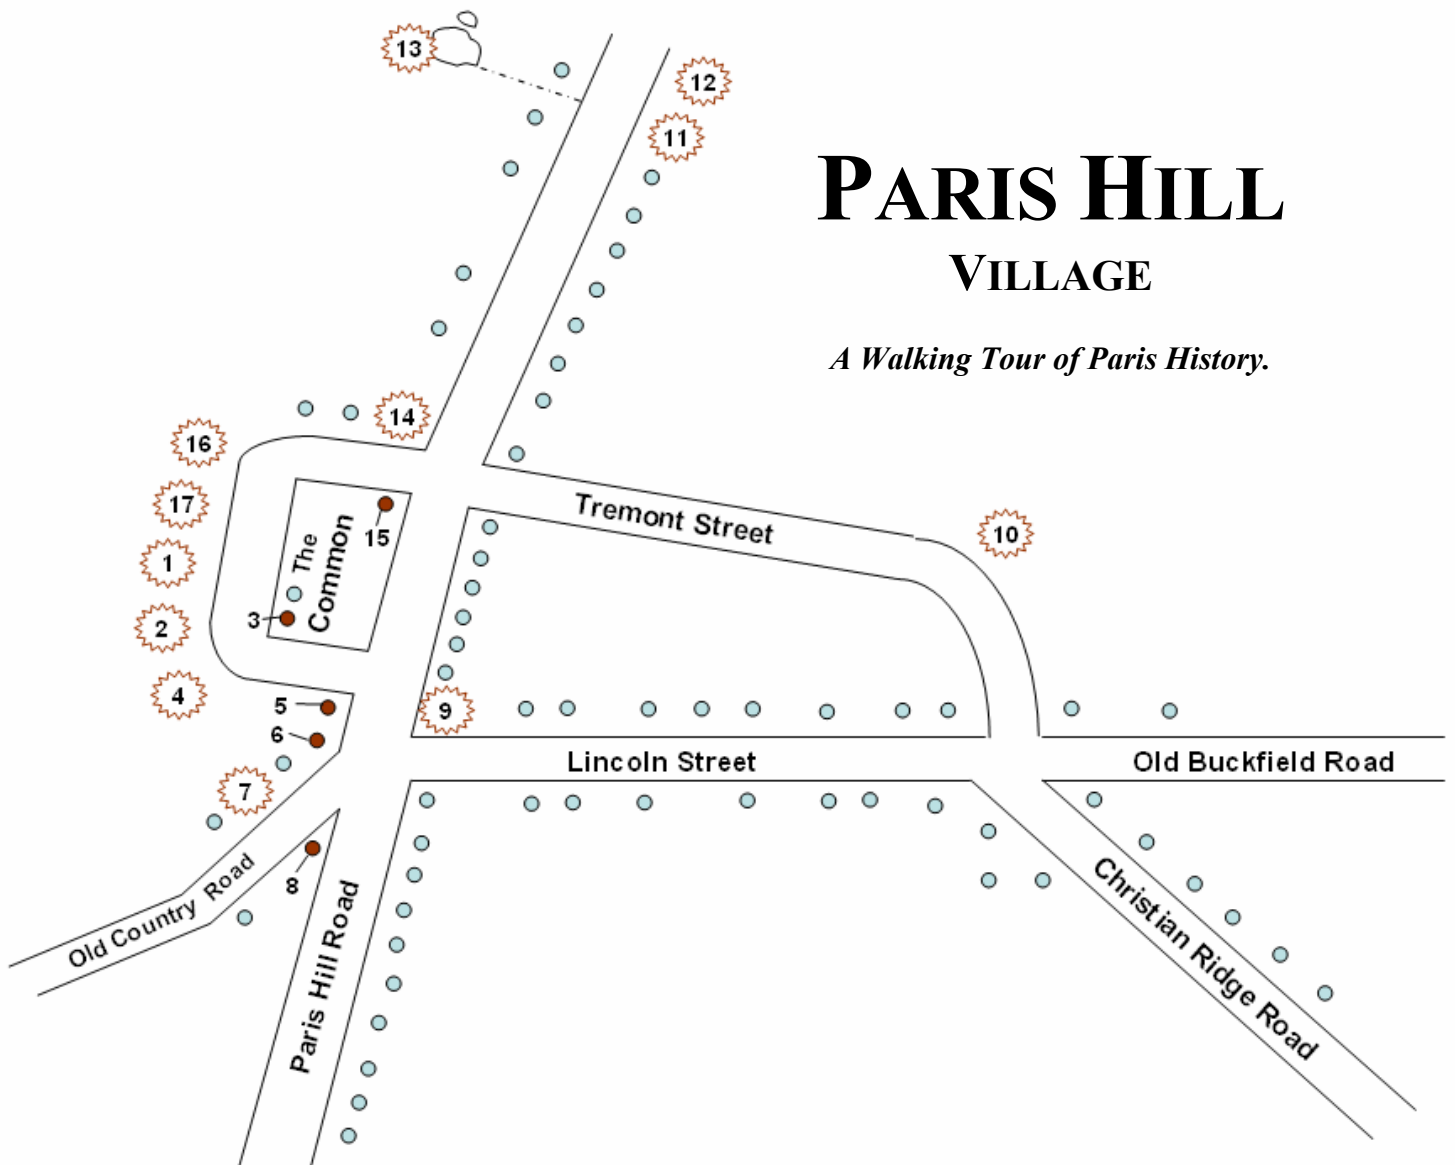 13
12
11
PARIS HILL
VILLAGE
A Walking Tour of Paris History.
14
16
17
15
Tremont Street
10
The
Common
1
3
2
4
5
9
6
Lincoln Street
Old Buckfield Road
7
8
Old Country Road
Paris Hill Road
Christian Ridge Road